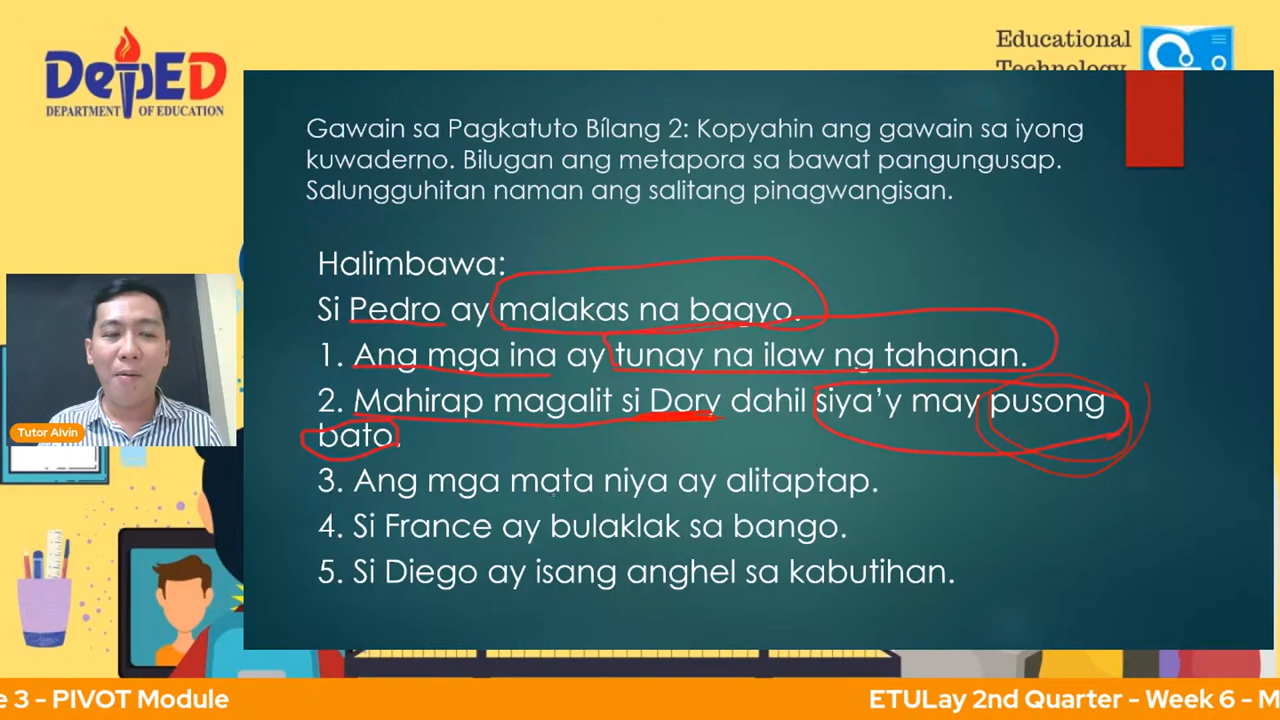 DepED
DEPARTMENT OF EDUCATION
Educational
Technology
Gawain sa Pagkatuto Bílang 2: Kopyahin ang gawain sa iyong
kuwaderno. Bilugan ang metapora sa bawat pangungusap.
Salungguhitan naman ang salitang pinagwangisan.
Halimbawa:
Si Pedro ay malakas na bagyo.
1. Ang mga ina ay tunay na ilaw ng tahanan.
2. Mahirap magalit si Dory dahil siya’y may pusong
bato.
3. Ang mga mata niya ay alitaptap.
4. Si France ay bulaklak sa bango.
5. Si Diego ay isang anghel sa kabutihan.
Tutor Alvin
e 3 - PIVOT Module
ETULay 2nd Quarter - Week 6 - M